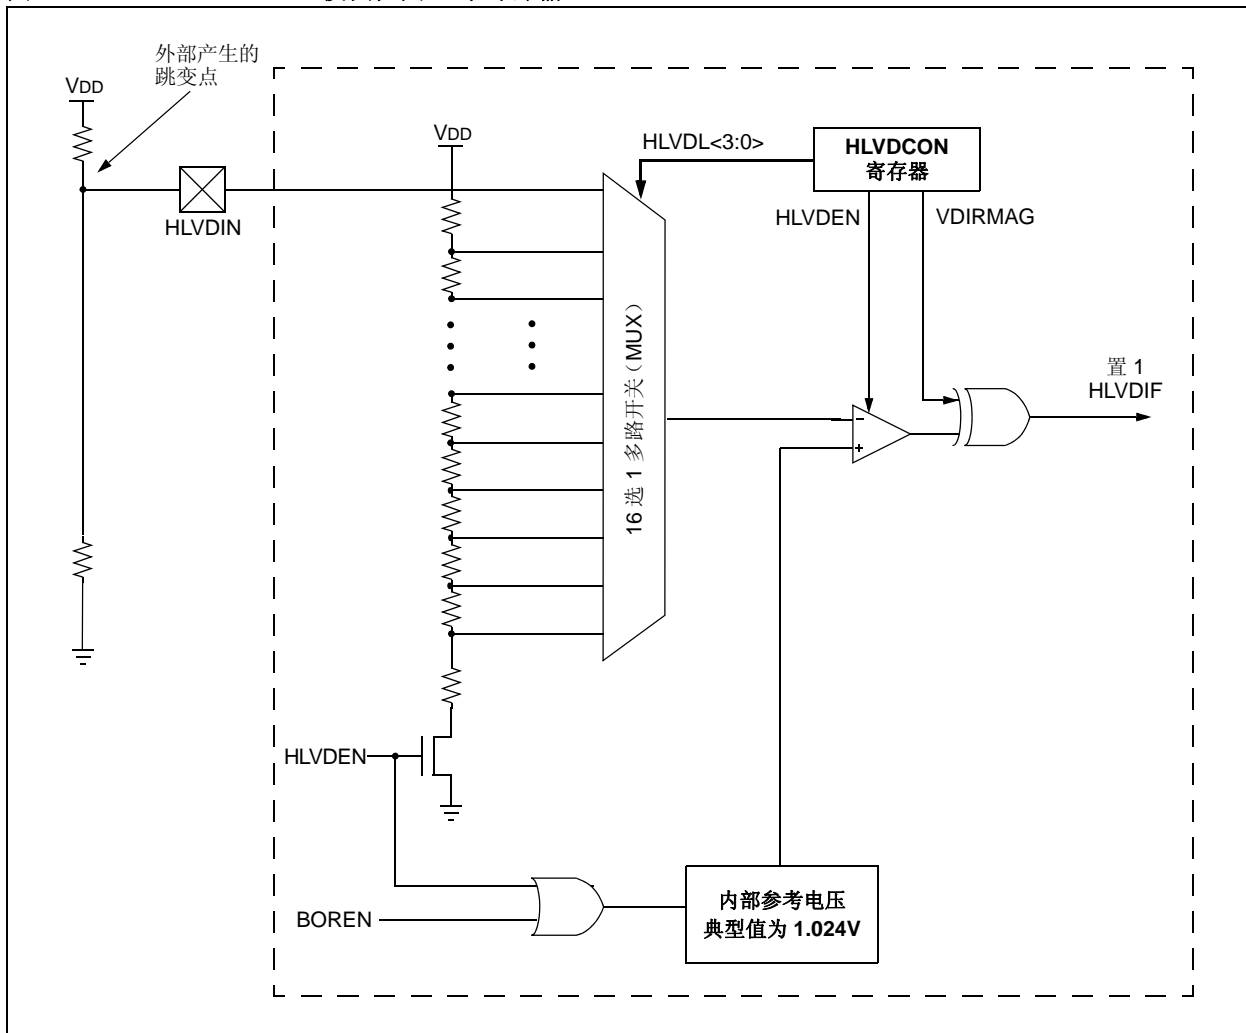 外部产生的
跳变点
VDD
VDD
HLVDL<3:0>
HLVDCON
寄存器
HLVDIN
HLVDEN
VDIRMAG
16 选 1 多路开关（MUX）
置 1
HLVDIF
HLVDEN
BOREN
内部参考电压
典型值为 1.024V